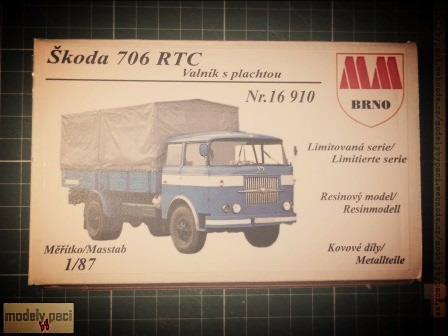 Škoda 706 RTC
Valník s plachtou
Nr.16 910
MM
BRNO
Limitovaná serie/
Limitierte serie
Resinový model/
Resinmodell
Kovové díly/
Metallteile
Měřítko/Masstab
1/87
modely paci